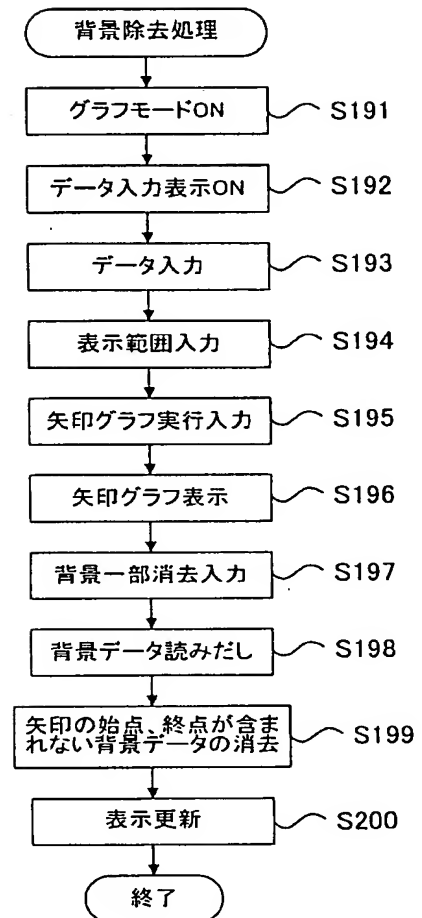 背景除去処理
グラフモードON
S191
データ入力表示ON
S192
データ入力
S193
表示範囲入力
S194
矢印グラフ実行入力
S195
矢印グラフ表示
S196
背景一部消去入力
S197
背景データ読みだし
S198
矢印の始点、終点が含ま
れない背景データの消去
S199
表示更新
S200
終了